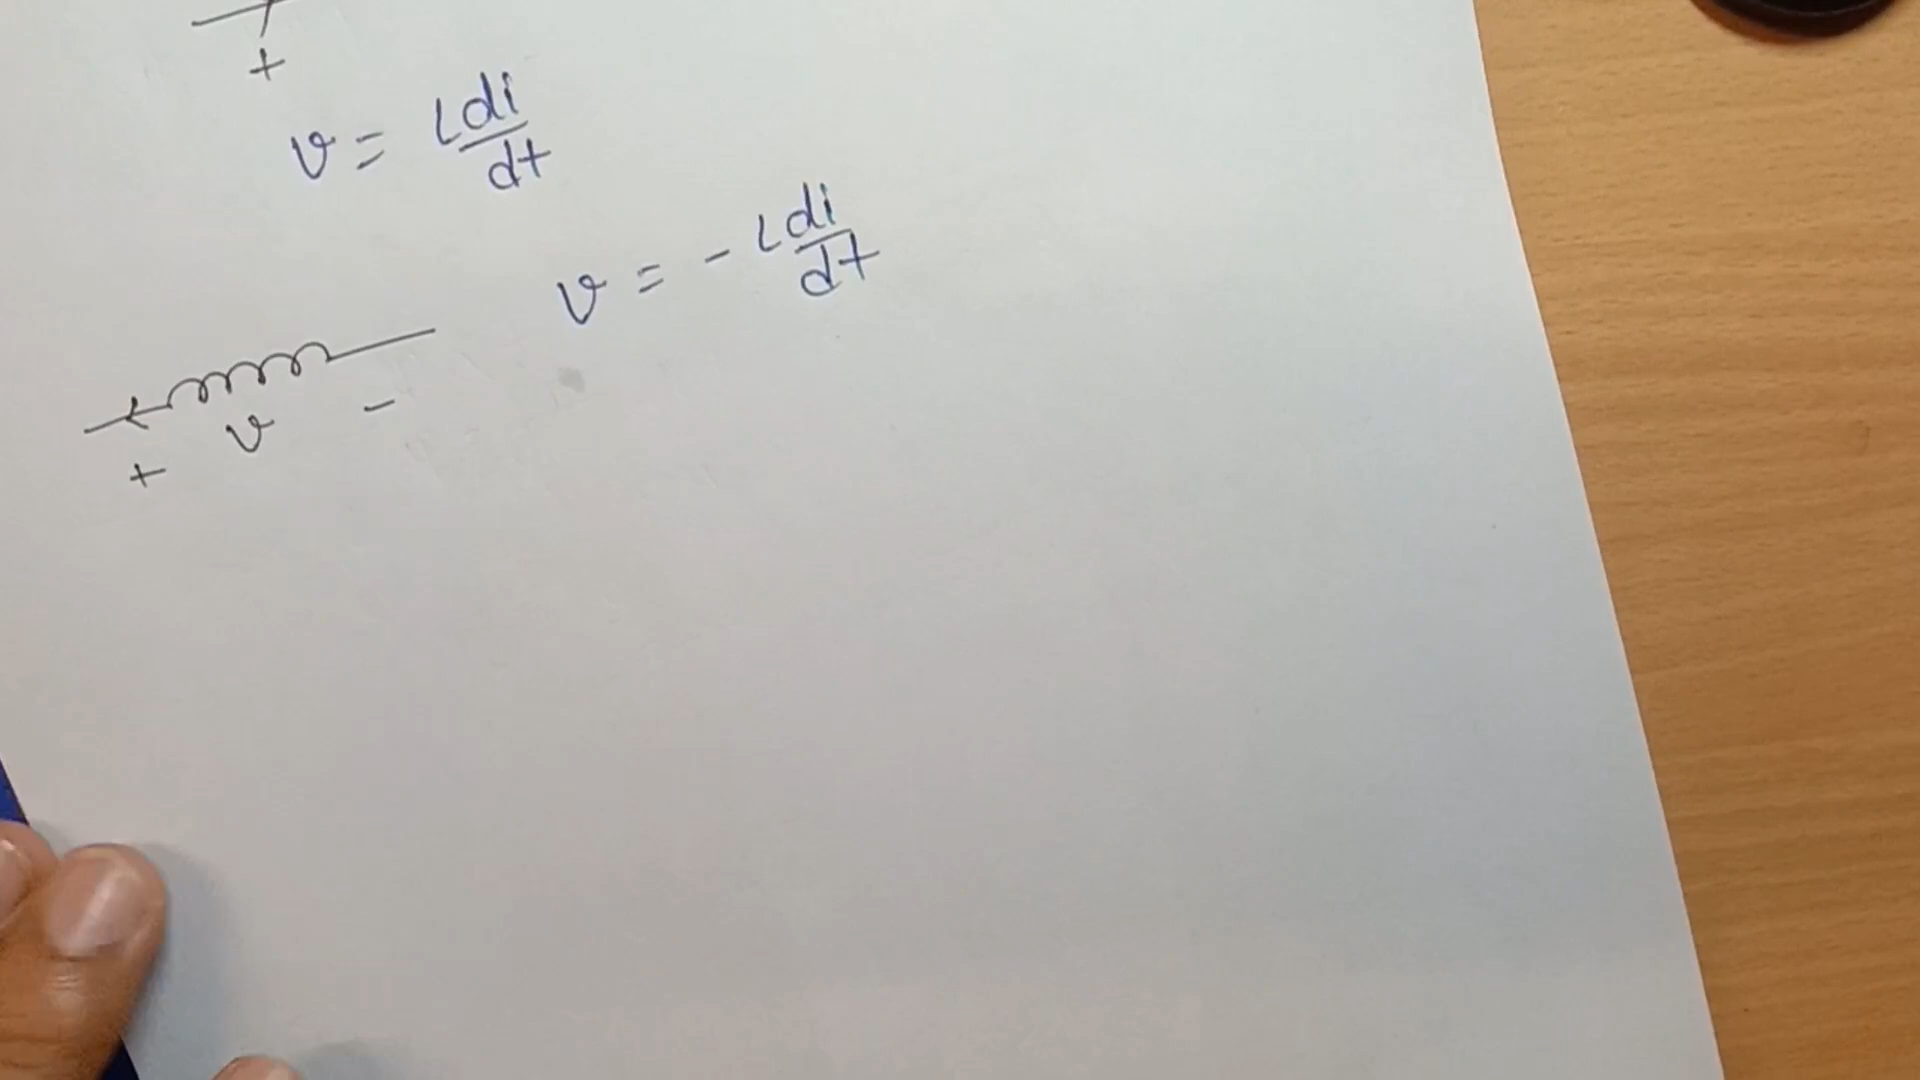 +
v = L di/dt
v = - L di/dt
+ v -